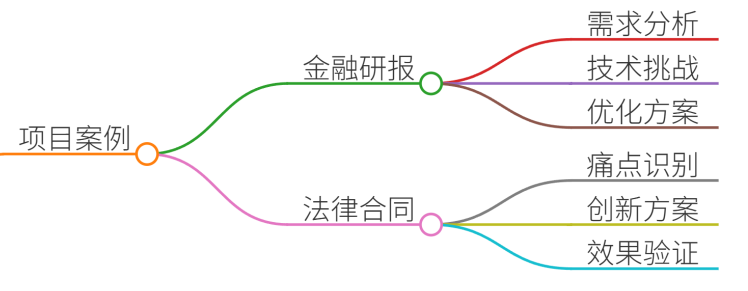 项目案例
金融研报
需求分析
技术挑战
优化方案
法律合同
痛点识别
创新方案
效果验证